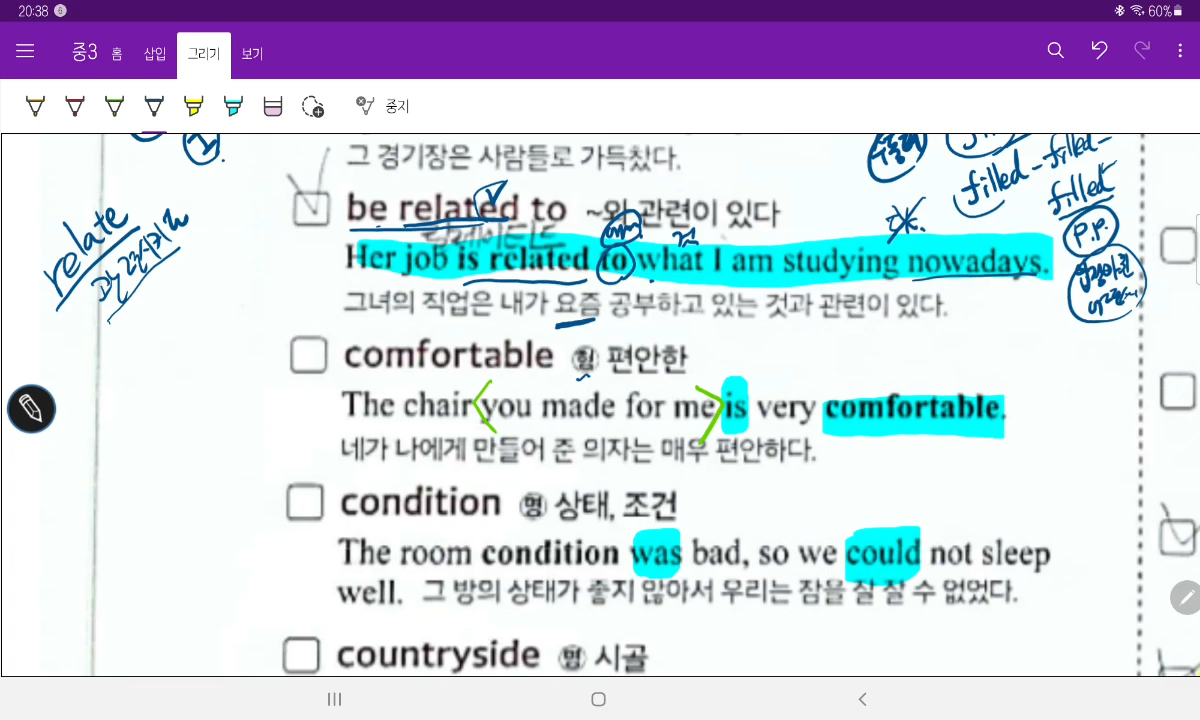 20:38 60%
중3 홈 삽입 그리기 보기
중지
그 경기장은 사람들로 가득찼다.
filled - filled -
filled
P.P.
relate
be related to ~와 관련이 있다
Her job is related to what I am studying nowadays.
그녀의 직업은 내가 요즘 공부하고 있는 것과 관련이 있다.
comfortable 형 편안한
The chair you made for me is very comfortable.
네가 나에게 만들어 준 의자는 매우 편안하다.
condition 명 상태, 조건
The room condition was bad, so we could not sleep
well. 그 방의 상태가 좋지 않아서 우리는 잠을 잘 잘 수 없었다.
countryside 명 시골